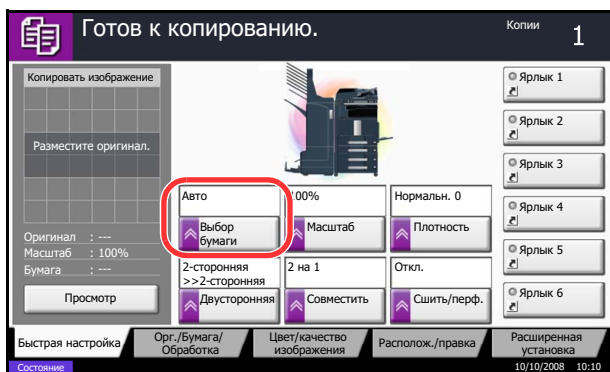 Готов к копированию.
Копии
1
Копировать изображение
Разместите оригинал.
Оригинал : ---
Масштаб : 100%
Бумага : ---
Просмотр
Авто
Выбор
бумаги
100%
Масштаб
Нормальн. 0
Плотность
2-сторонняя
>>2-сторонняя
Двусторонняя
2 на 1
Совместить
Откл.
Сшить/перф.
Ярлык 1
Ярлык 2
Ярлык 3
Ярлык 4
Ярлык 5
Ярлык 6
Быстрая настройка
Орг./Бумага/
Обработка
Цвет/качество
изображения
Располож./правка
Расширенная
установка
Состояние
10/10/2008 10:10